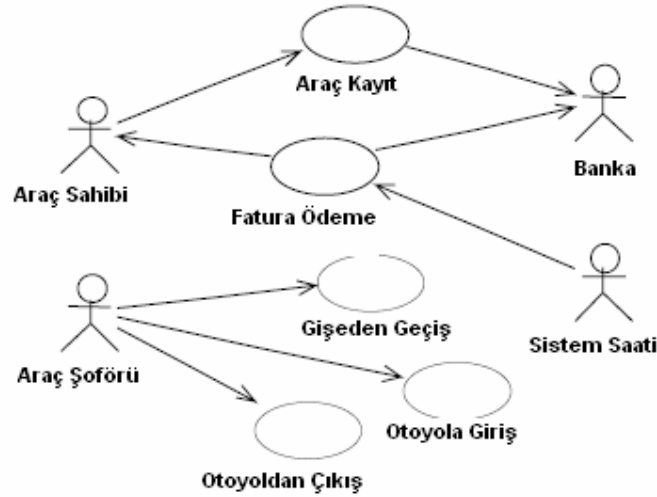 Araç Kayıt
Araç Sahibi
Banka
Fatura Ödeme
Gişeden Geçiş
Sistem Saati
Araç Şoförü
Otoyola Giriş
Otoyoldan Çıkış